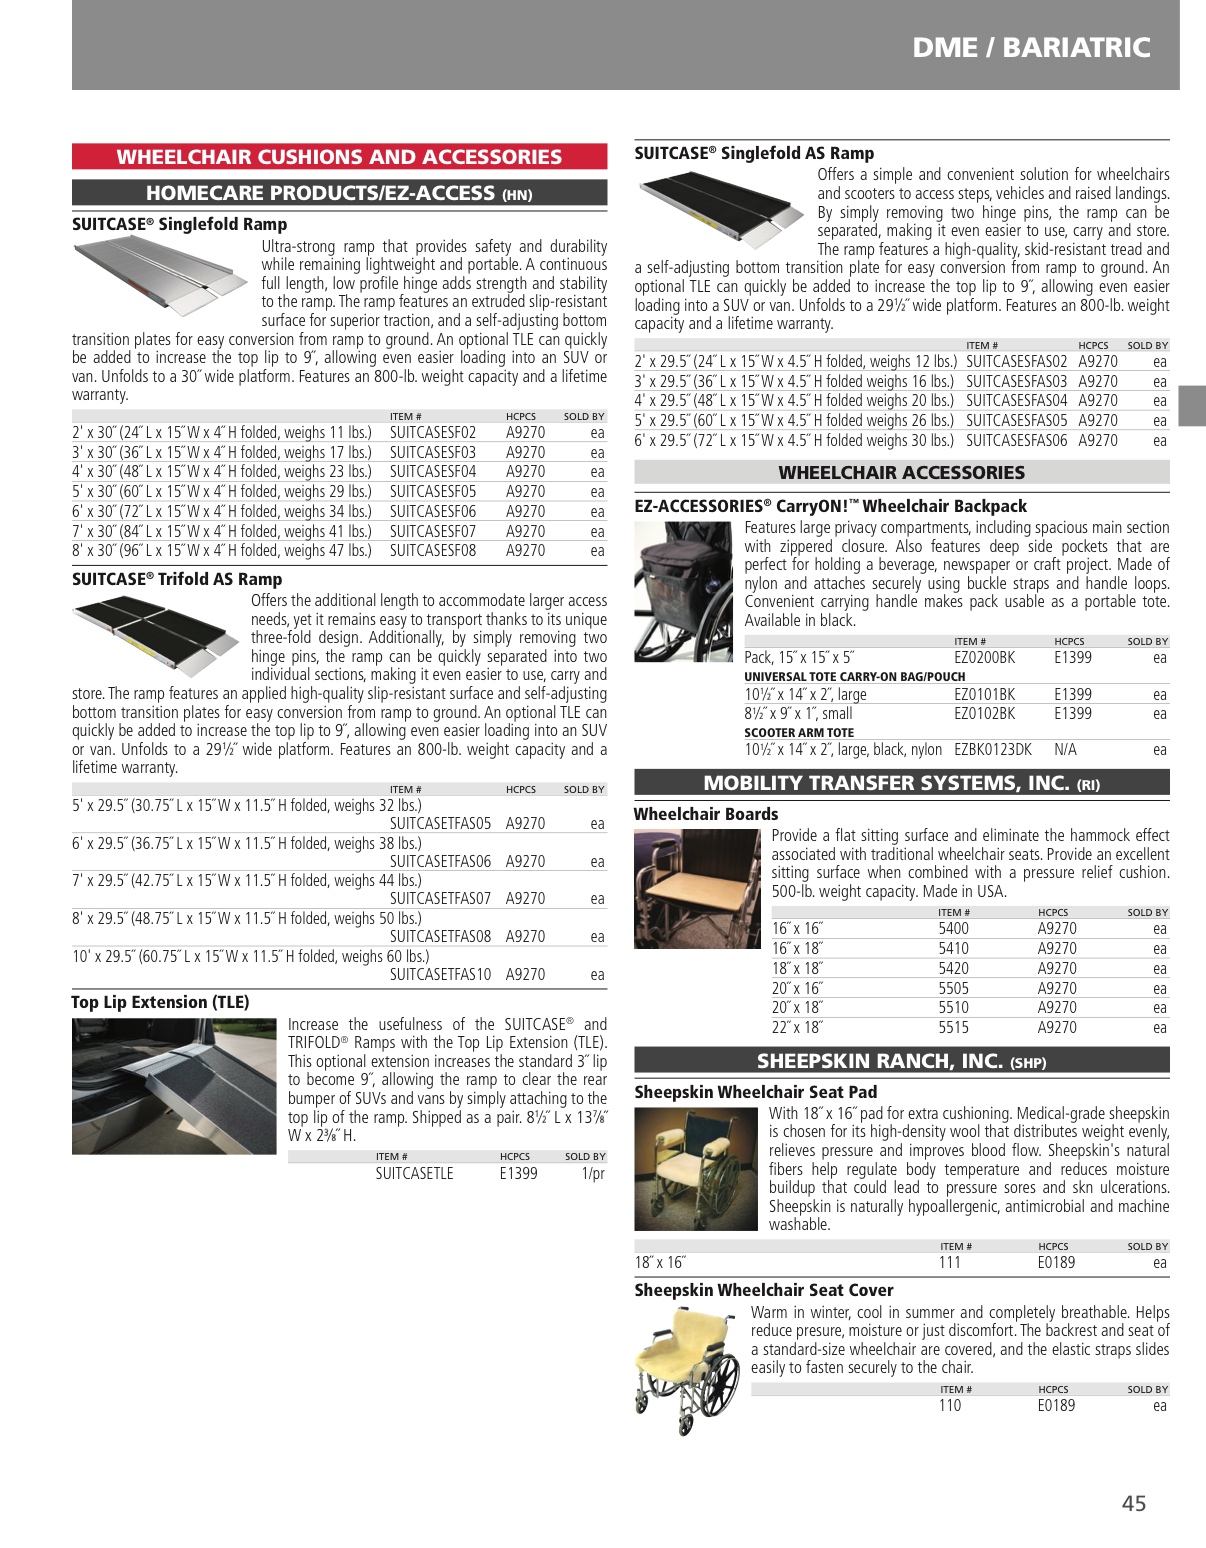 DME / BARIATRIC
WHEELCHAIR CUSHIONS AND ACCESSORIES
HOMECARE PRODUCTS/EZ-ACCESS (HN)
SUITCASE® Singlefold Ramp
Ultra-strong ramp that provides safety and durability
while remaining lightweight and portable. A continuous
full length, low profile hinge adds strength and stability
to the ramp. The ramp features an extruded slip-resistant
surface for superior traction, and a self-adjusting bottom
transition plates for easy conversion from ramp to ground. An optional TLE can quickly
be added to increase the top lip to 9˝, allowing even easier loading into an SUV or
van. Unfolds to a 30˝ wide platform. Features an 800-lb. weight capacity and a lifetime
warranty.
ITEM # HCPCS SOLD BY
2' x 30˝ (24˝ L x 15˝ W x 4˝ H folded, weighs 11 lbs.) SUITCASESF02 A9270 ea
3' x 30˝ (36˝ L x 15˝ W x 4˝ H folded, weighs 17 lbs.) SUITCASESF03 A9270 ea
4' x 30˝ (48˝ L x 15˝ W x 4˝ H folded, weighs 23 lbs.) SUITCASESF04 A9270 ea
5' x 30˝ (60˝ L x 15˝ W x 4˝ H folded, weighs 29 lbs.) SUITCASESF05 A9270 ea
6' x 30˝ (72˝ L x 15˝ W x 4˝ H folded, weighs 34 lbs.) SUITCASESF06 A9270 ea
7' x 30˝ (84˝ L x 15˝ W x 4˝ H folded, weighs 41 lbs.) SUITCASESF07 A9270 ea
8' x 30˝ (96˝ L x 15˝ W x 4˝ H folded, weighs 47 lbs.) SUITCASESF08 A9270 ea
SUITCASE® Trifold AS Ramp
Offers the additional length to accommodate larger access
needs, yet it remains easy to transport thanks to its unique
three-fold design. Additionally, by simply removing two
hinge pins, the ramp can be quickly separated into two
individual sections, making it even easier to use, carry and
store. The ramp features an applied high-quality slip-resistant surface and self-adjusting
bottom transition plates for easy conversion from ramp to ground. An optional TLE can
quickly be added to increase the top lip to 9˝, allowing even easier loading into an SUV
or van. Unfolds to a 29½˝ wide platform. Features an 800-lb. weight capacity and a
lifetime warranty.
ITEM # HCPCS SOLD BY
5' x 29.5˝ (30.75˝ L x 15˝ W x 11.5˝ H folded, weighs 32 lbs.)
SUITCASETFAS05 A9270 ea
6' x 29.5˝ (36.75˝ L x 15˝ W x 11.5˝ H folded, weighs 38 lbs.)
SUITCASETFAS06 A9270 ea
7' x 29.5˝ (42.75˝ L x 15˝ W x 11.5˝ H folded, weighs 44 lbs.)
SUITCASETFAS07 A9270 ea
8' x 29.5˝ (48.75˝ L x 15˝ W x 11.5˝ H folded, weighs 50 lbs.)
SUITCASETFAS08 A9270 ea
10' x 29.5˝ (60.75˝ L x 15˝ W x 11.5˝ H folded, weighs 60 lbs.)
SUITCASETFAS10 A9270 ea
Top Lip Extension (TLE)
Increase the usefulness of the SUITCASE® and
TRIFOLD® Ramps with the Top Lip Extension (TLE).
This optional extension increases the standard 3˝ lip
to become 9˝, allowing the ramp to clear the rear
bumper of SUVs and vans by simply attaching to the
top lip of the ramp. Shipped as a pair. 8½˝ L x 13⅞˝
W x 2⅜˝ H.
ITEM # HCPCS SOLD BY
SUITCASETLE E1399 1/pr
SUITCASE® Singlefold AS Ramp
Offers a simple and convenient solution for wheelchairs
and scooters to access steps, vehicles and raised landings.
By simply removing two hinge pins, the ramp can be
separated, making it even easier to use, carry and store.
The ramp features a high-quality, skid-resistant tread and
a self-adjusting bottom transition plate for easy conversion from ramp to ground. An
optional TLE can quickly be added to increase the top lip to 9˝, allowing even easier
loading into a SUV or van. Unfolds to a 29½˝ wide platform. Features an 800-lb. weight
capacity and a lifetime warranty.
ITEM # HCPCS SOLD BY
2' x 29.5˝ (24˝ L x 15˝ W x 4.5˝ H folded, weighs 12 lbs.) SUITCASESFAS02 A9270 ea
3' x 29.5˝ (36˝ L x 15˝ W x 4.5˝ H folded weighs 16 lbs.) SUITCASESFAS03 A9270 ea
4' x 29.5˝ (48˝ L x 15˝ W x 4.5˝ H folded weighs 20 lbs.) SUITCASESFAS04 A9270 ea
5' x 29.5˝ (60˝ L x 15˝ W x 4.5˝ H folded weighs 26 lbs.) SUITCASESFAS05 A9270 ea
6' x 29.5˝ (72˝ L x 15˝ W x 4.5˝ H folded weighs 30 lbs.) SUITCASESFAS06 A9270 ea
WHEELCHAIR ACCESSORIES
EZ-ACCESSORIES® CarryON!™ Wheelchair Backpack
Features large privacy compartments, including spacious main section
with zippered closure. Also features deep side pockets that are
perfect for holding a beverage, newspaper or craft project. Made of
nylon and attaches securely using buckle straps and handle loops.
Convenient carrying handle makes pack usable as a portable tote.
Available in black.
ITEM # HCPCS SOLD BY
Pack, 15˝ x 15˝ x 5˝ EZ0200BK E1399 ea
UNIVERSAL TOTE CARRY-ON BAG/POUCH
10½˝ x 14˝ x 2˝, large EZ0101BK E1399 ea
8½˝ x 9˝ x 1˝, small EZ0102BK E1399 ea
SCOOTER ARM TOTE
10½˝ x 14˝ x 2˝, large, black, nylon EZBK0123DK N/A ea
MOBILITY TRANSFER SYSTEMS, INC. (RI)
Wheelchair Boards
Provide a flat sitting surface and eliminate the hammock effect
associated with traditional wheelchair seats. Provide an excellent
sitting surface when combined with a pressure relief cushion.
500-lb. weight capacity. Made in USA.
ITEM # HCPCS SOLD BY
16˝ x 16˝ 5400 A9270 ea
16˝ x 18˝ 5410 A9270 ea
18˝ x 18˝ 5420 A9270 ea
20˝ x 16˝ 5505 A9270 ea
20˝ x 18˝ 5510 A9270 ea
22˝ x 18˝ 5515 A9270 ea
SHEEPSKIN RANCH, INC. (SHP)
Sheepskin Wheelchair Seat Pad
With 18˝ x 16˝ pad for extra cushioning. Medical-grade sheepskin
is chosen for its high-density wool that distributes weight evenly,
relieves pressure and improves blood flow. Sheepskin's natural
fibers help regulate body temperature and reduces moisture
buildup that could lead to pressure sores and skn ulcerations.
Sheepskin is naturally hypoallergenic, antimicrobial and machine
washable.
ITEM # HCPCS SOLD BY
18˝ x 16˝ 111 E0189 ea
Sheepskin Wheelchair Seat Cover
Warm in winter, cool in summer and completely breathable. Helps
reduce presure, moisture or just discomfort. The backrest and seat of
a standard-size wheelchair are covered, and the elastic straps slides
easily to fasten securely to the chair.
ITEM # HCPCS SOLD BY
110 E0189 ea
45